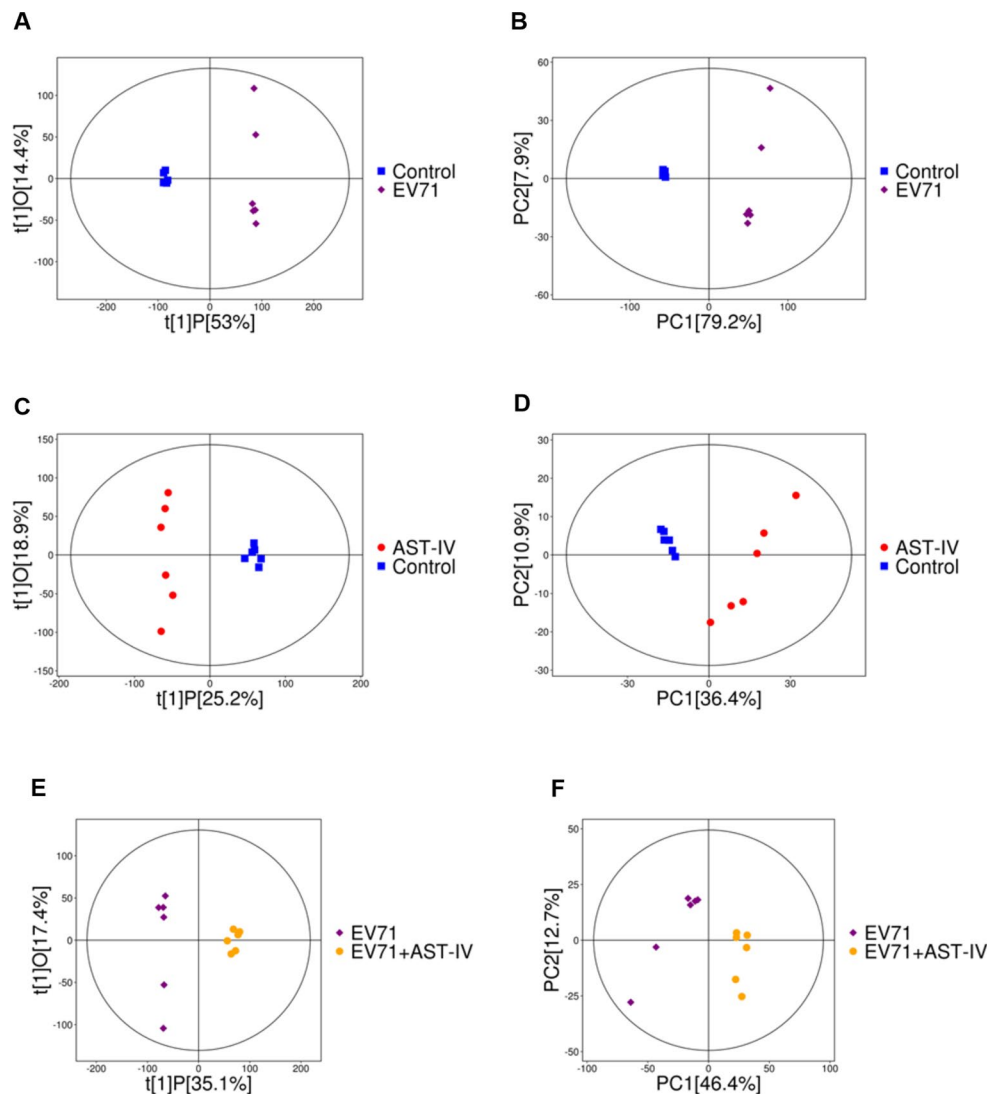 A
B
100
50
0
-50
-100
-200
-100
0
100
200
t[1]O[14.4%]
t[1]P[53%]
Control
EV71
60
30
0
-30
-60
-100
0
100
PC2[7.9%]
PC1[79.2%]
Control
EV71
C
D
150
100
50
0
-50
-100
-150
-200
-100
0
100
200
t[1]O[18.9%]
t[1]P[25.2%]
AST-IV
Control
30
20
10
0
-10
-20
-30
-30
0
30
PC2[10.9%]
PC1[36.4%]
AST-IV
Control
E
F
100
50
0
-50
-100
-200
-100
0
100
200
t[1]O[17.4%]
t[1]P[35.1%]
EV71
EV71+AST-IV
50
25
0
-25
-50
-100
-50
0
50
100
PC2[12.7%]
PC1[46.4%]
EV71
EV71+AST-IV